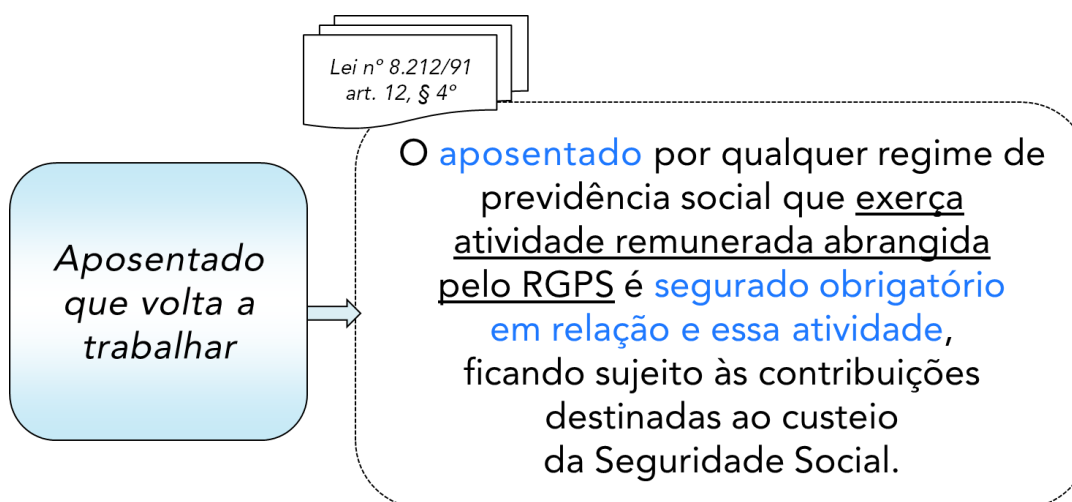 Lei nº 8.212/91
art. 12, § 4º
Aposentado
que volta a
trabalhar
O aposentado por qualquer regime de
previdência social que exerça
atividade remunerada abrangida
pelo RGPS é segurado obrigatório
em relação e essa atividade,
ficando sujeito às contribuições
destinadas ao custeio
da Seguridade Social.